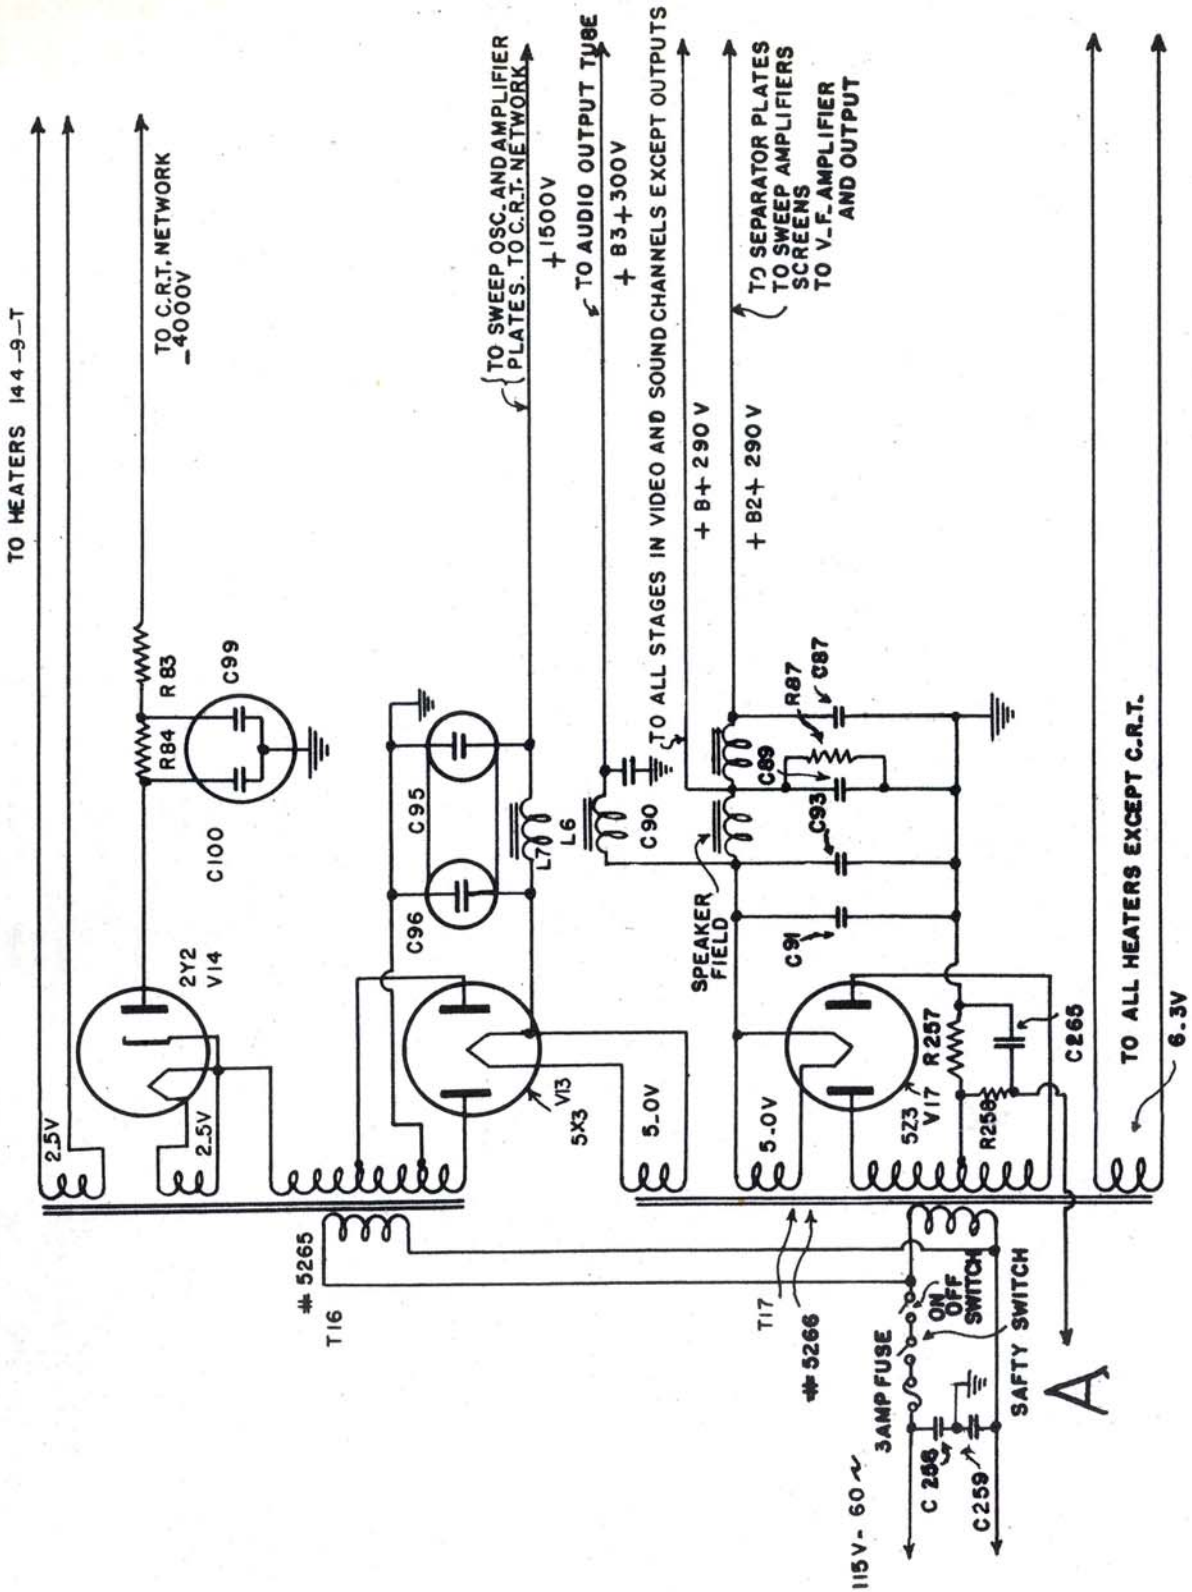 TO HEATERS 144-9-T
2.5V
2.5V
2Y2
V14
R84
R83
C99
C100
TO C.R.T. NETWORK
_4000V
#5265
T16
C96
C95
V13
5X3
L7
TO SWEEP OSC. AND AMPLIFIER
PLATES. TO C.R.T. NETWORK
+1500V
L6
C90
TO AUDIO OUTPUT TUBE
+B3+300V
TO ALL STAGES IN VIDEO AND SOUND CHANNELS EXCEPT OUTPUTS
+B+290V
+B2+290V
TO SEPARATOR PLATES
TO SWEEP AMPLIFIERS
SCREENS
TO V.F. AMPLIFIER
AND OUTPUT
5.0V
5.0V
SPEAKER
FIELD
C91
C93
C89
R87
C87
5Z3
V17
R257
R258
C265
T17
#5266
TO ALL HEATERS EXCEPT C.R.T.
6.3V
115V-60~
3AMP FUSE
ON
OFF
SWITCH
SAFTY SWITCH
C 258
C259
A